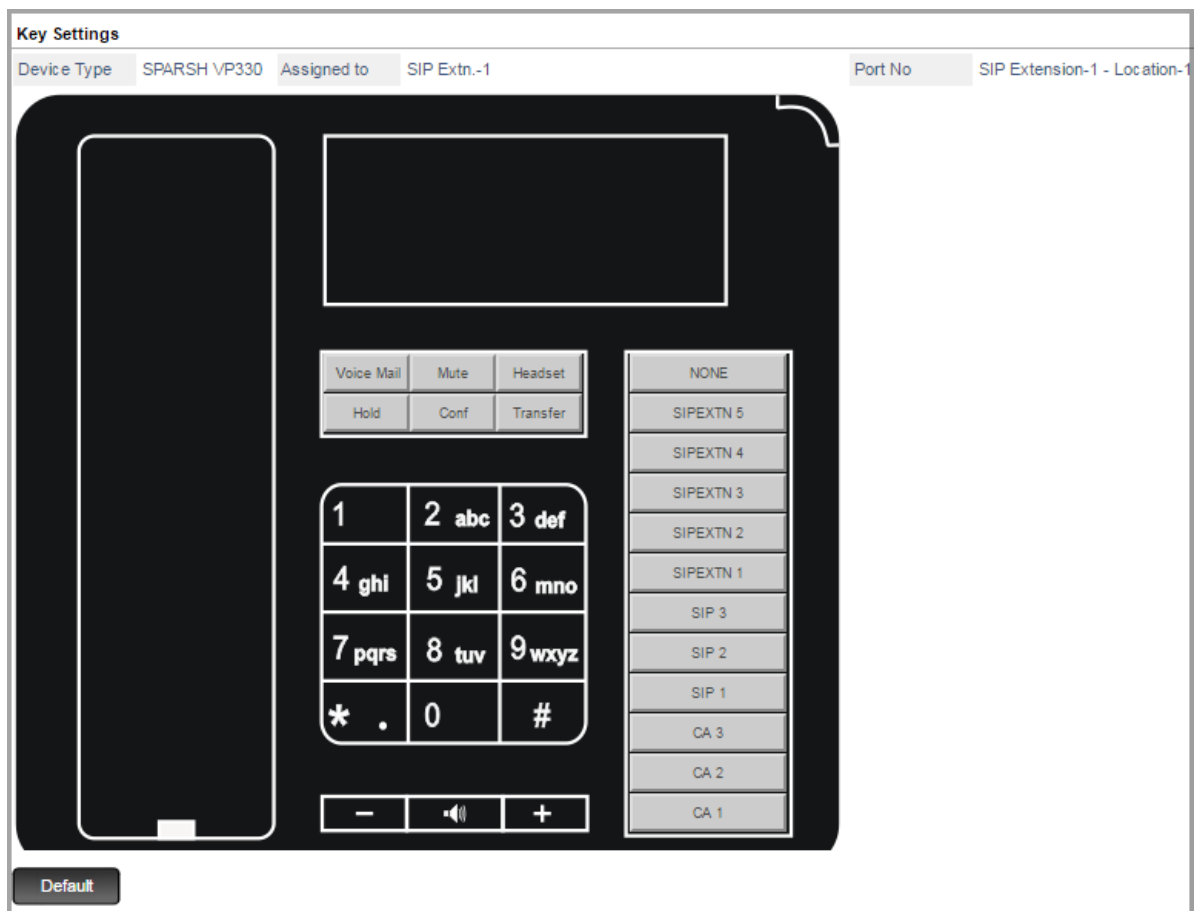 Key Settings
Device Type SPARSH VP330 Assigned to SIP Extn.-1 Port No SIP Extension-1 - Location-1
Voice Mail Mute Headset
Hold Conf Transfer
NONE
SIPEXTN 5
SIPEXTN 4
SIPEXTN 3
SIPEXTN 2
SIPEXTN 1
SIP 3
SIP 2
SIP 1
CA 3
CA 2
CA 1
1 2 abc 3 def
4 ghi 5 jkl 6 mno
7 pqrs 8 tuv 9 wxyz
* . 0 #
- +
Default